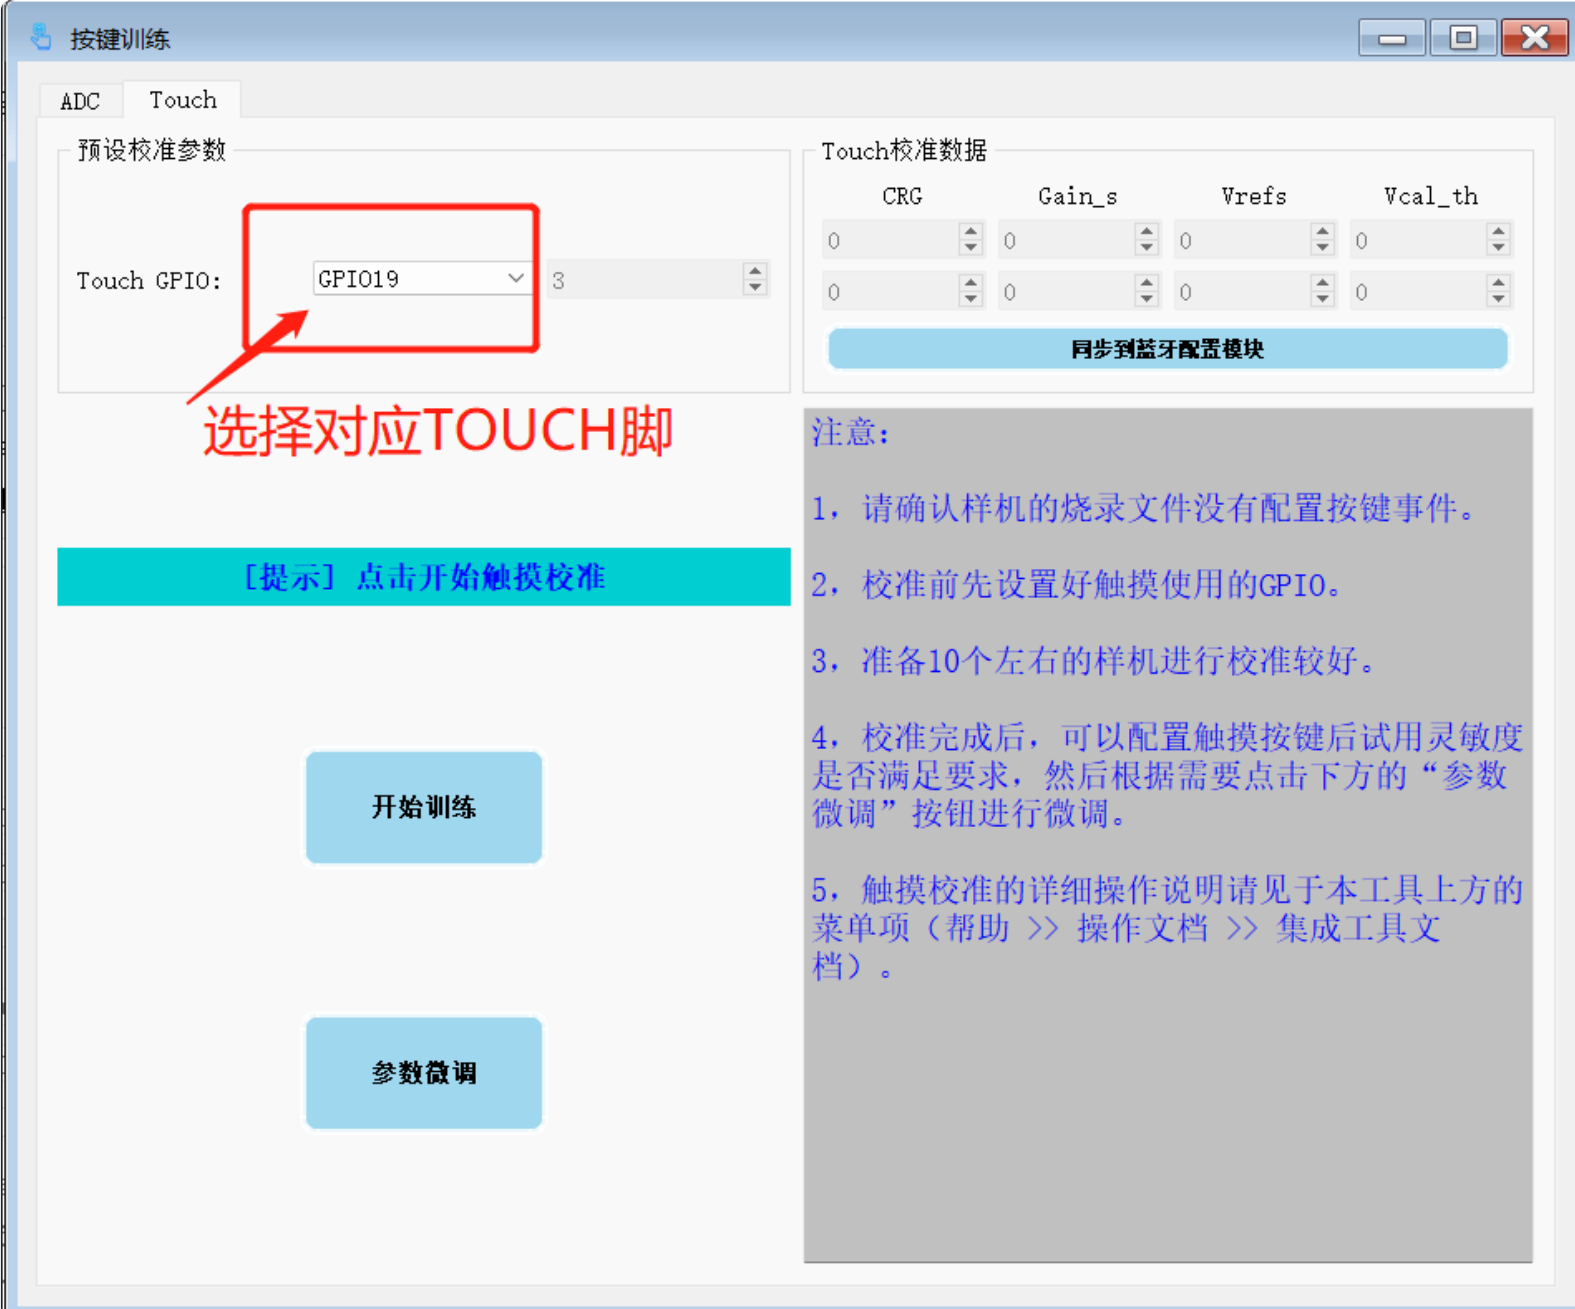 按键训练
ADC
Touch
预设校准参数
Touch GPIO:
GPIO19
3
选择对应TOUCH脚
[提示] 点击开始触摸校准
开始训练
参数微调
Touch校准数据
CRG Gain_s Vrefs Vcal_th
0 0 0 0
0 0 0 0
同步到蓝牙配置模块
注意:
1, 请确认样机的烧录文件没有配置按键事件。
2, 校准前先设置好触摸使用的GPIO。
3, 准备10个左右的样机进行校准较好。
4, 校准完成后, 可以配置触摸按键后试用灵敏度
是否满足要求, 然后根据需要点击下方的“参数
微调”按钮进行微调。
5, 触摸校准的详细操作说明请见于本工具上方的
菜单项（帮助 >> 操作文档 >> 集成工具文
档）。